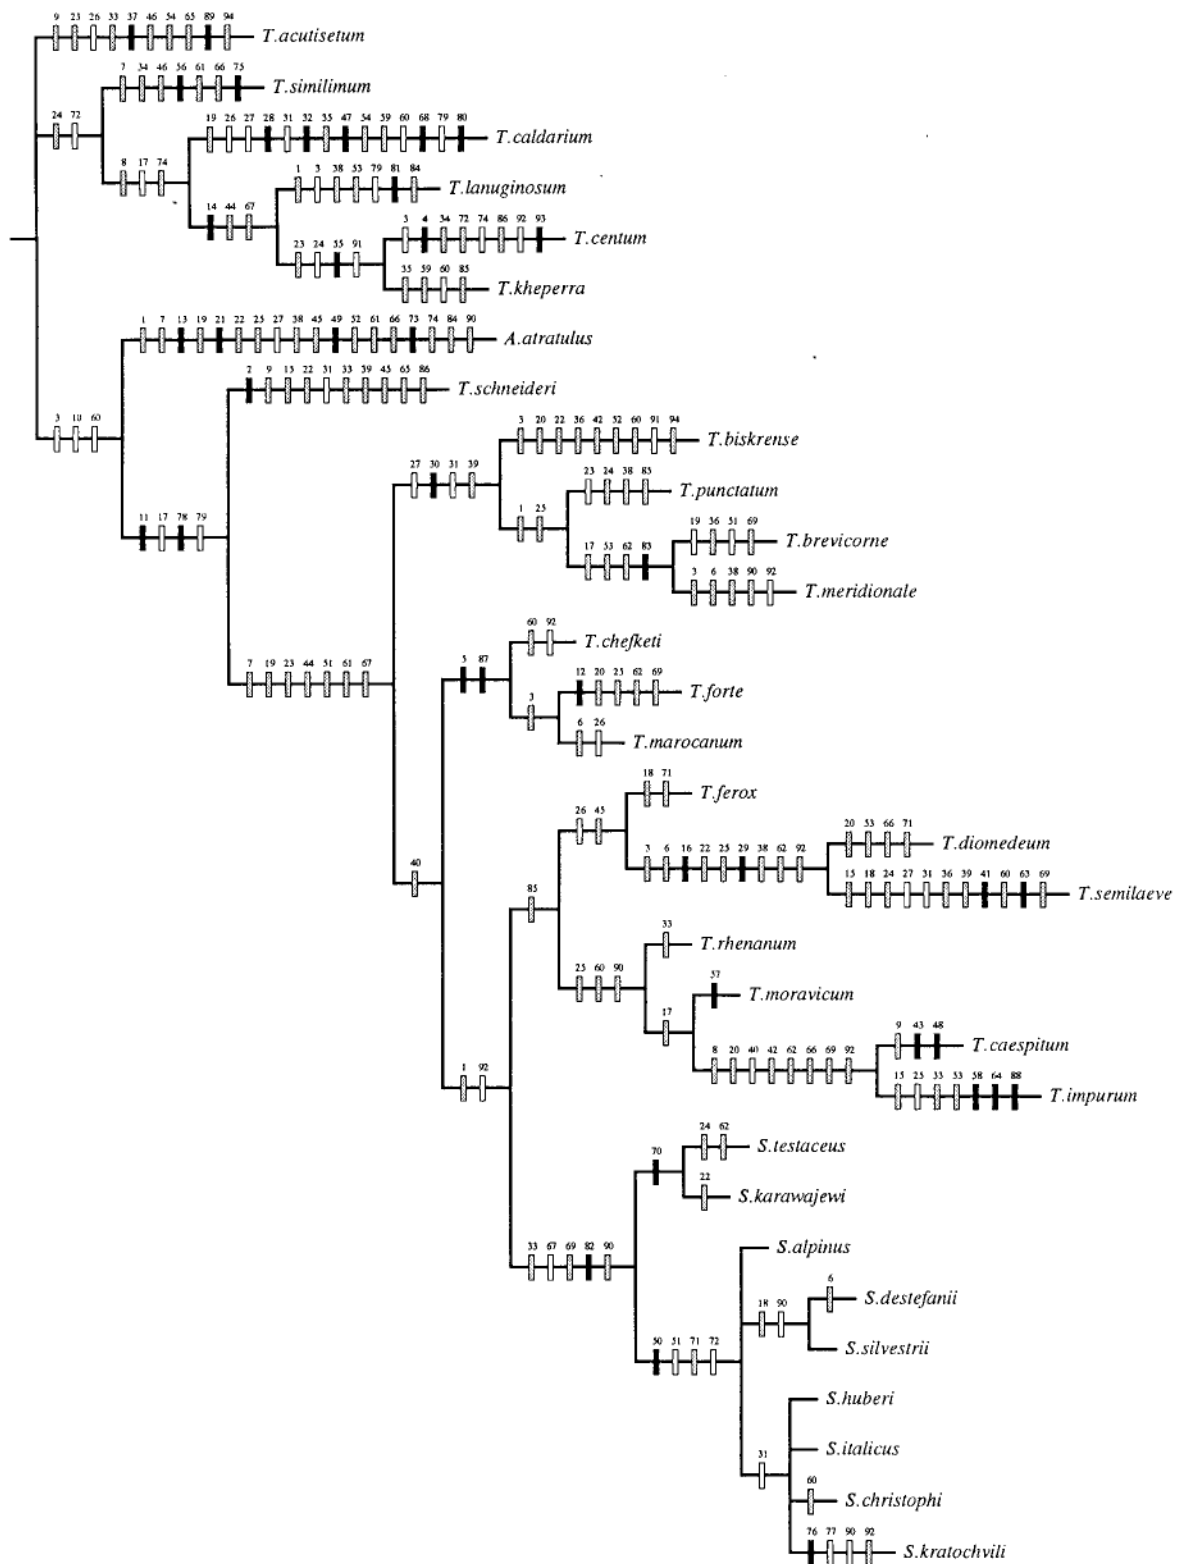 9 23 26 33 37 46 54 65 89 94
T.acutisetum
7 34 46 56 61 66 75
T.similimum
24 72
19 26 27 28 31 32 35 47 54 59 60 68 79 80
T.caldarium
8 17 74
1 3 38 53 79 81 84
T.lanuginosum
14 44 67
3 4 34 72 74 86 92 93
T.centum
23 24 55 91
35 59 60 85
T.kheperra
1 7 13 19 21 22 25 27 38 45 49 52 61 66 73 74 84 90
A.atratulus
2 9 15 22 31 33 39 45 65 86
T.schneideri
3 10 60
3 20 22 36 42 52 60 91 94
T.biskrense
27 30 31 39
23 24 38 85
T.punctatum
1 25
11 17 78 79
19 36 51 69
T.brevicorne
17 53 62 83
3 6 38 90 92
T.meridionale
60 92
T.chefketi
7 19 23 44 51 61 67
5 87
12 20 25 62 69
T.forte
3
6 26
T.marocanum
18 71
T.ferox
26 45
20 53 66 71
T.diomedeum
3 6 16 22 25 29 38 62 92
40
15 18 24 27 31 36 39 41 60 63 69
T.semilaeve
85
33
T.rhenanum
25 60 90
57
T.moravicum
17
9 43 48
T.caespitum
8 20 40 42 62 66 69 92
1 92
15 25 33 53 58 64 88
T.impurum
24 62
S.testaceus
70
22
S.karawajewi
33 67 69 82 90
S.alpinus
6
S.destefanii
18 90
S.silvestrii
50 51 71 72
S.huberi
S.italicus
31
60
S.christophi
76 77 90 92
S.kratochvili